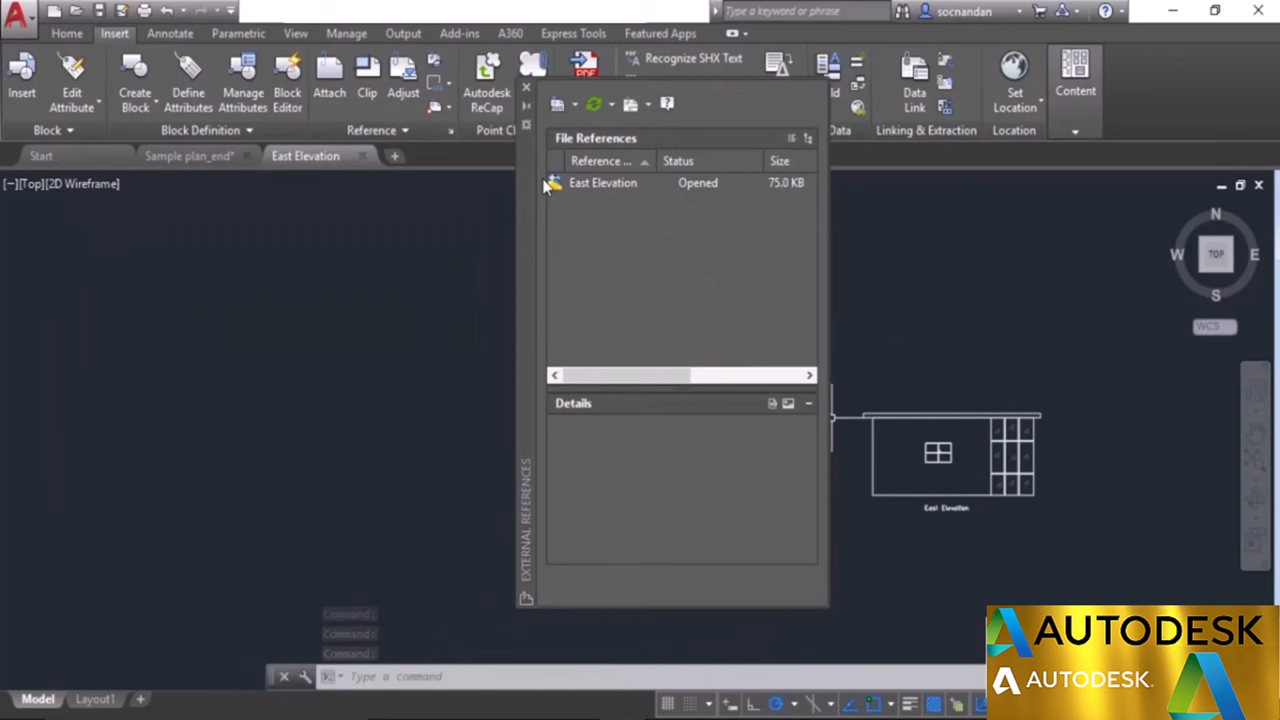 Type a keyword or phrase
socnandan
Home Insert Annotate Parametric View Manage Output Add-ins A360 Express Tools Featured Apps
Recognize SHX Text
Insert Edit Attribute Create Block Define Attributes Manage Attributes Block Editor Attach Clip Adjust Autodesk ReCap PDF Data Link Set Location Content
Block Block Definition Reference Point Data Linking & Extraction Location
Start Sample plan_end* East Elevation
[−][Top][2D Wireframe]
File References
Reference ... Status Size
East Elevation Opened 75.0 KB
Details
EXTERNAL REFERENCES
N
W TOP E
S
WCS
East Elevation
Command:
Command:
Command:
Type a command
Model Layout1
AUTODESK
AUTODESK.